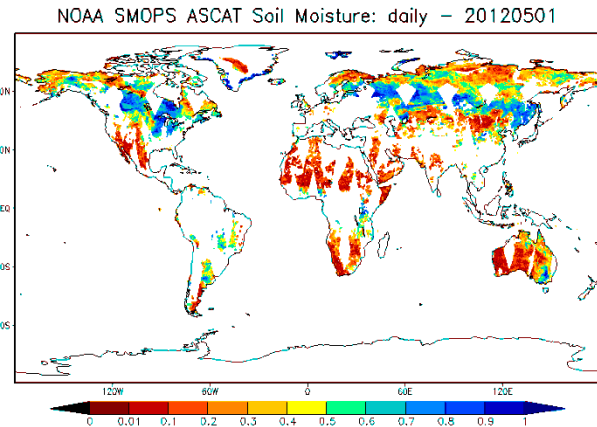 NOAA SMOPS ASCAT Soil Moisture: daily - 20120501
0N
0N
EQ
0S
0S
120W 60W 0 60E 120E
0 0.01 0.1 0.2 0.3 0.4 0.5 0.6 0.7 0.8 0.9 1